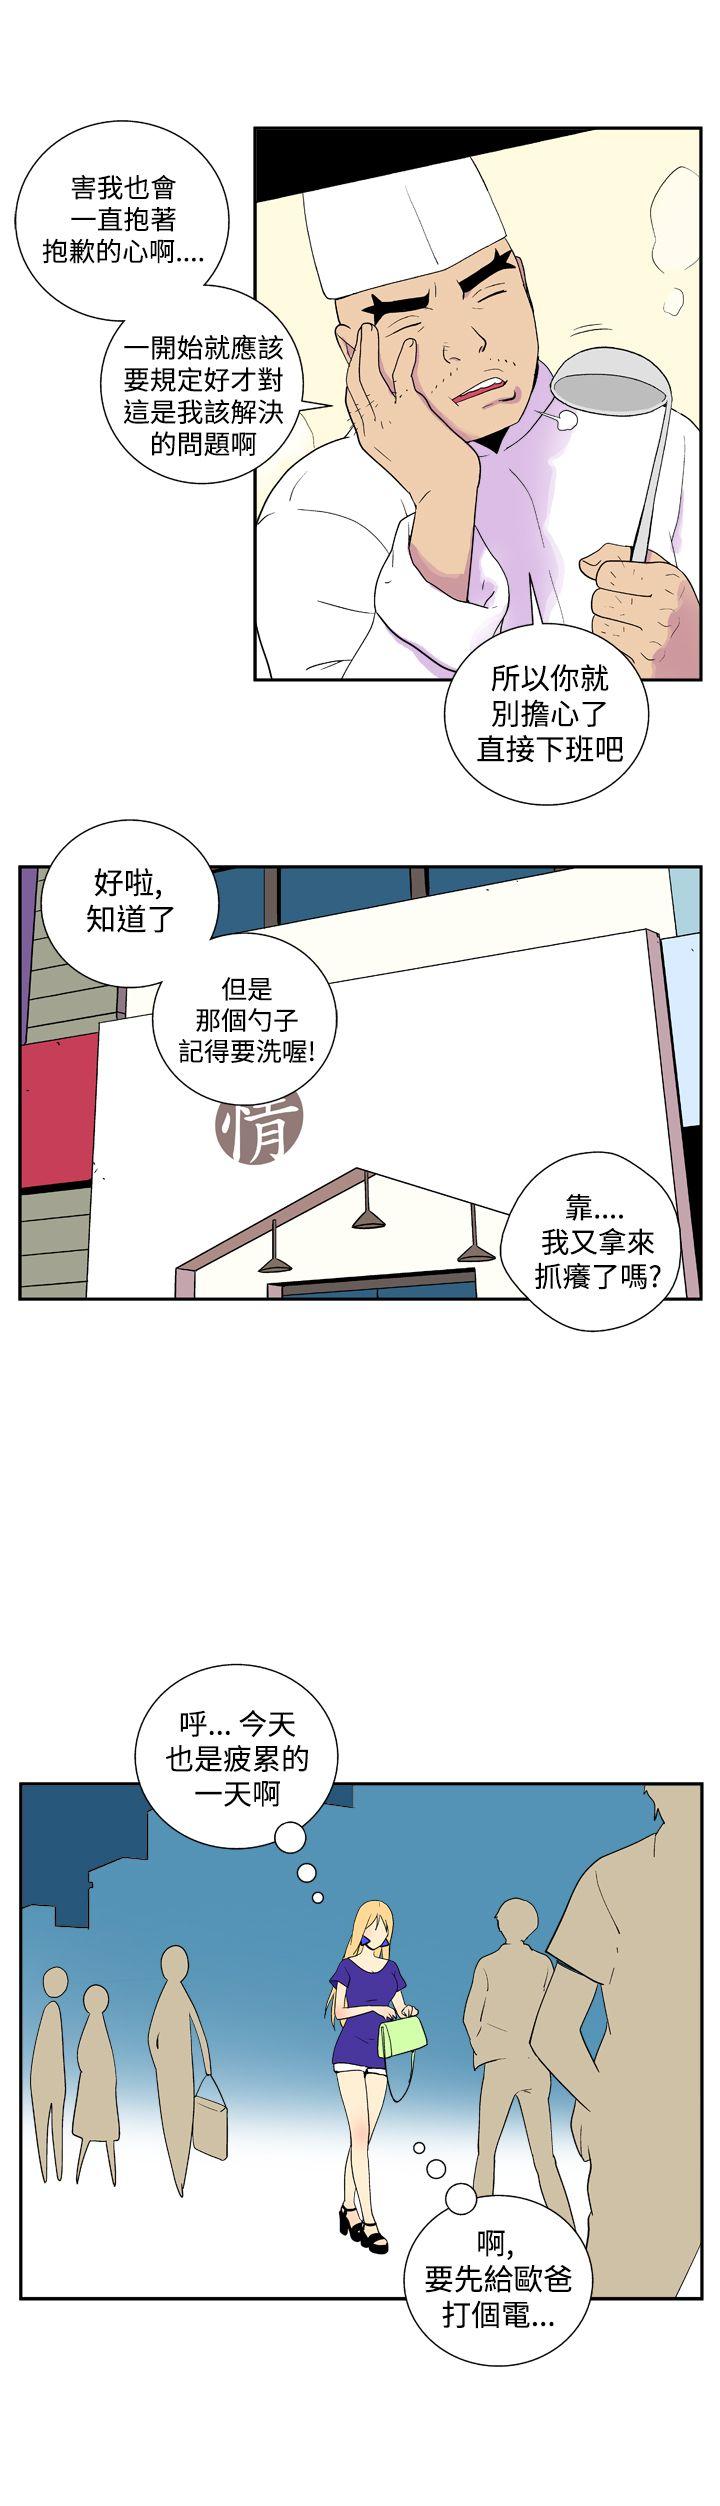 害我也會
一直抱著
抱歉的心啊....
一開始就應該
要規定好才對
這是我該解決
的問題啊
所以你就
別擔心了
直接下班吧
好啦,
知道了
但是
那個勺子
記得要洗喔!
情
靠....
我又拿來
抓癢了嗎?
呼... 今天
也是疲累的
一天啊
啊,
要先給歐爸
打個電...